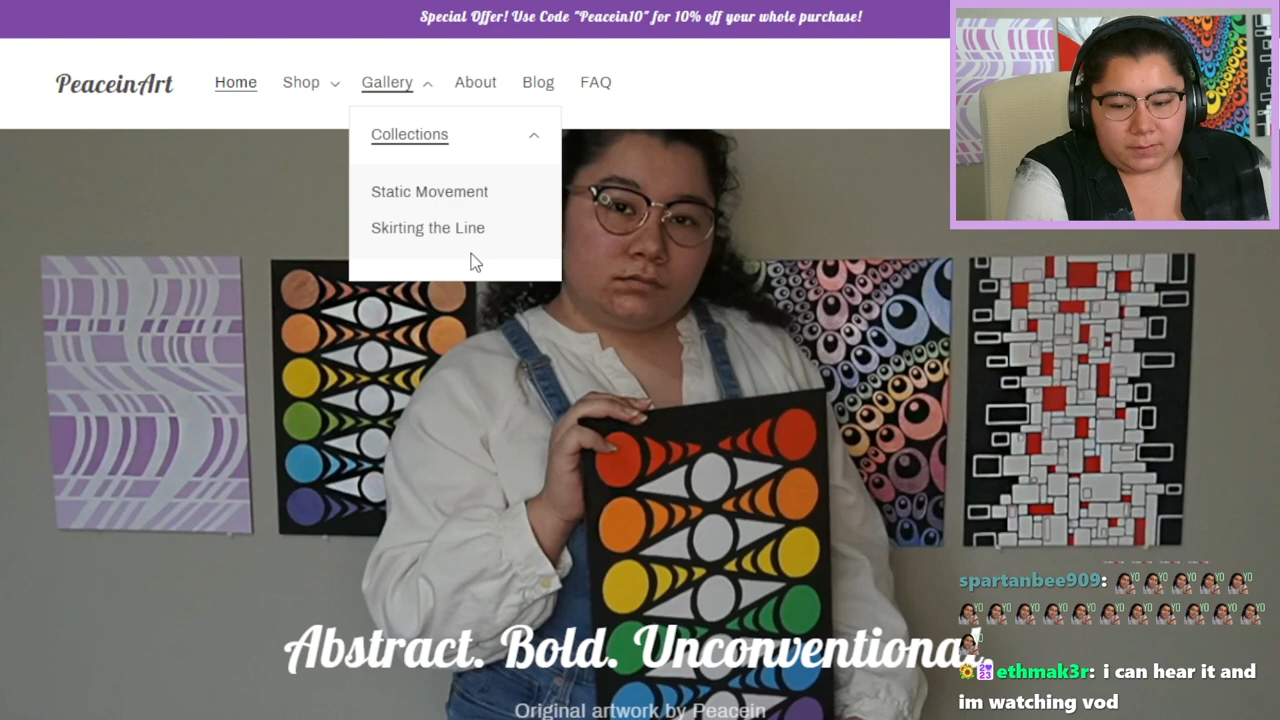 Special Offer! Use Code "Peacein10" for 10% off your whole purchase!
PeaceinArt Home Shop Gallery About Blog FAQ
Collections
Static Movement
Skirting the Line
Abstract. Bold. Unconventional.
Original artwork by Peacein
spartanbee909:
ethmak3r: i can hear it and
im watching vod